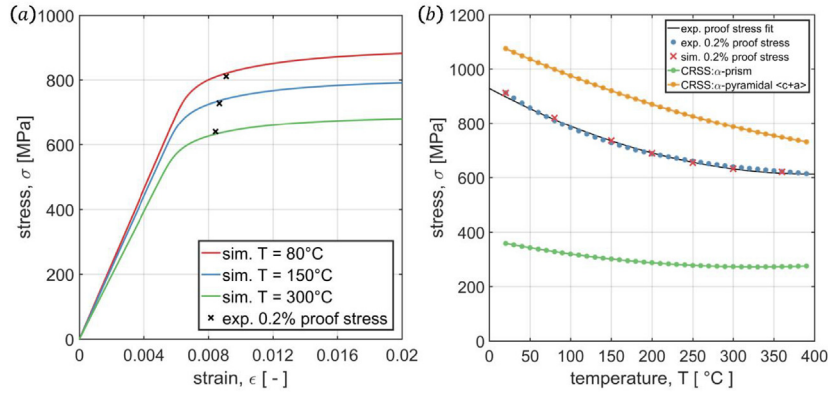 (a)
1000
800
600
400
200
0
stress, σ [MPa]
0 0.004 0.008 0.012 0.016 0.02
strain, ϵ [ - ]
sim. T = 80°C
sim. T = 150°C
sim. T = 300°C
exp. 0.2% proof stress
(b)
1200
1000
800
600
400
200
0
stress, σ [MPa]
0 50 100 150 200 250 300 350 400
temperature, T [ °C]
exp. proof stress fit
exp. 0.2% proof stress
sim. 0.2% proof stress
CRSS:α-prism
CRSS:α-pyramidal <c+a>